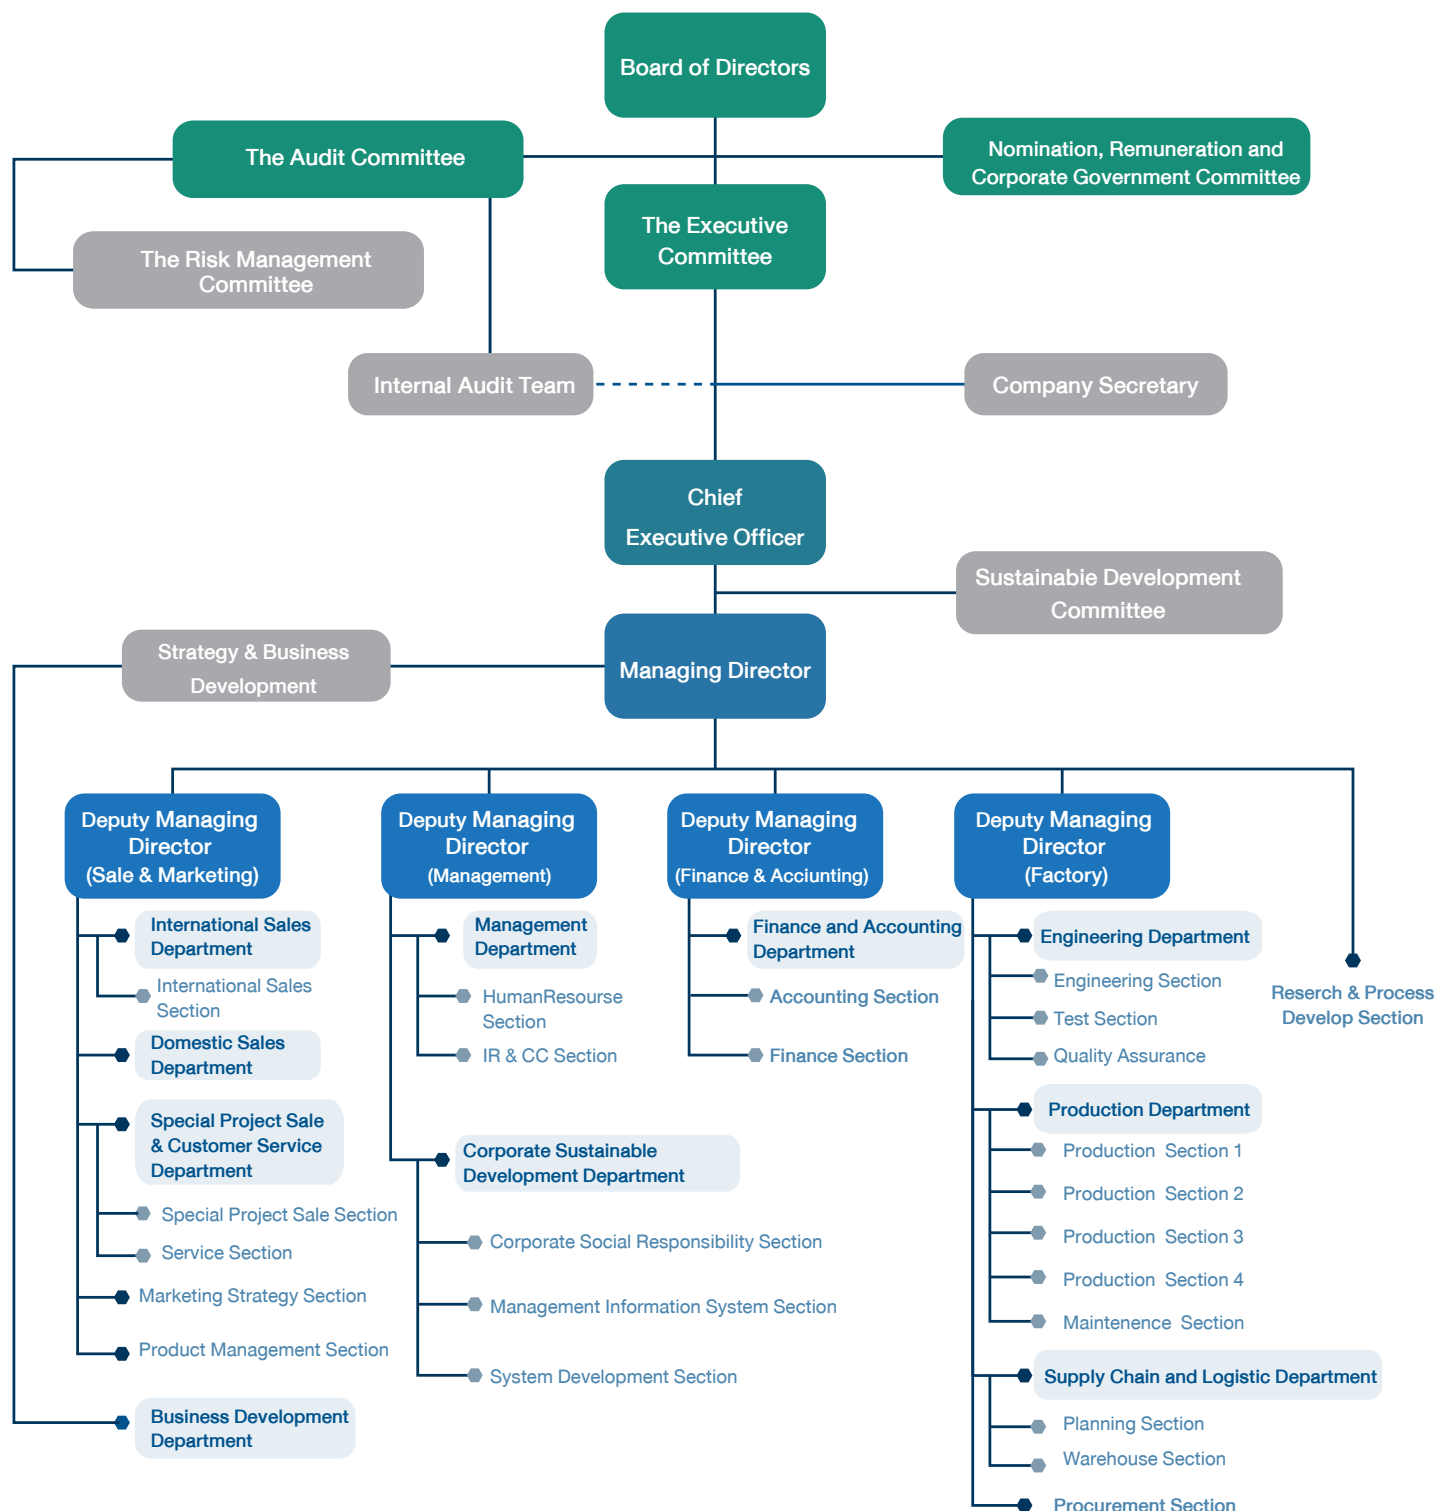 Board of Directors
The Audit Committee
Nomination, Remuneration and
Corporate Government Committee
The Executive
Committee
The Risk Management
Committee
Internal Audit Team
Company Secretary
Chief
Executive Officer
Sustainabie Development
Committee
Strategy & Business
Development
Managing Director
Deputy Managing
Director
(Sale & Marketing)
International Sales
Department
International Sales
Section
Domestic Sales
Department
Special Project Sale
& Customer Service
Department
Special Project Sale Section
Service Section
Marketing Strategy Section
Product Management Section
Business Development
Department
Deputy Managing
Director
(Management)
Management
Department
HumanResourse
Section
IR & CC Section
Corporate Sustainable
Development Department
Corporate Social Responsibility Section
Management Information System Section
System Development Section
Deputy Managing
Director
(Finance & Acciunting)
Finance and Accounting
Department
Accounting Section
Finance Section
Deputy Managing
Director
(Factory)
Engineering Department
Engineering Section
Test Section
Quality Assurance
Production Department
Production Section 1
Production Section 2
Production Section 3
Production Section 4
Maintenence Section
Supply Chain and Logistic Department
Planning Section
Warehouse Section
Procurement Section
Reserch & Process
Develop Section